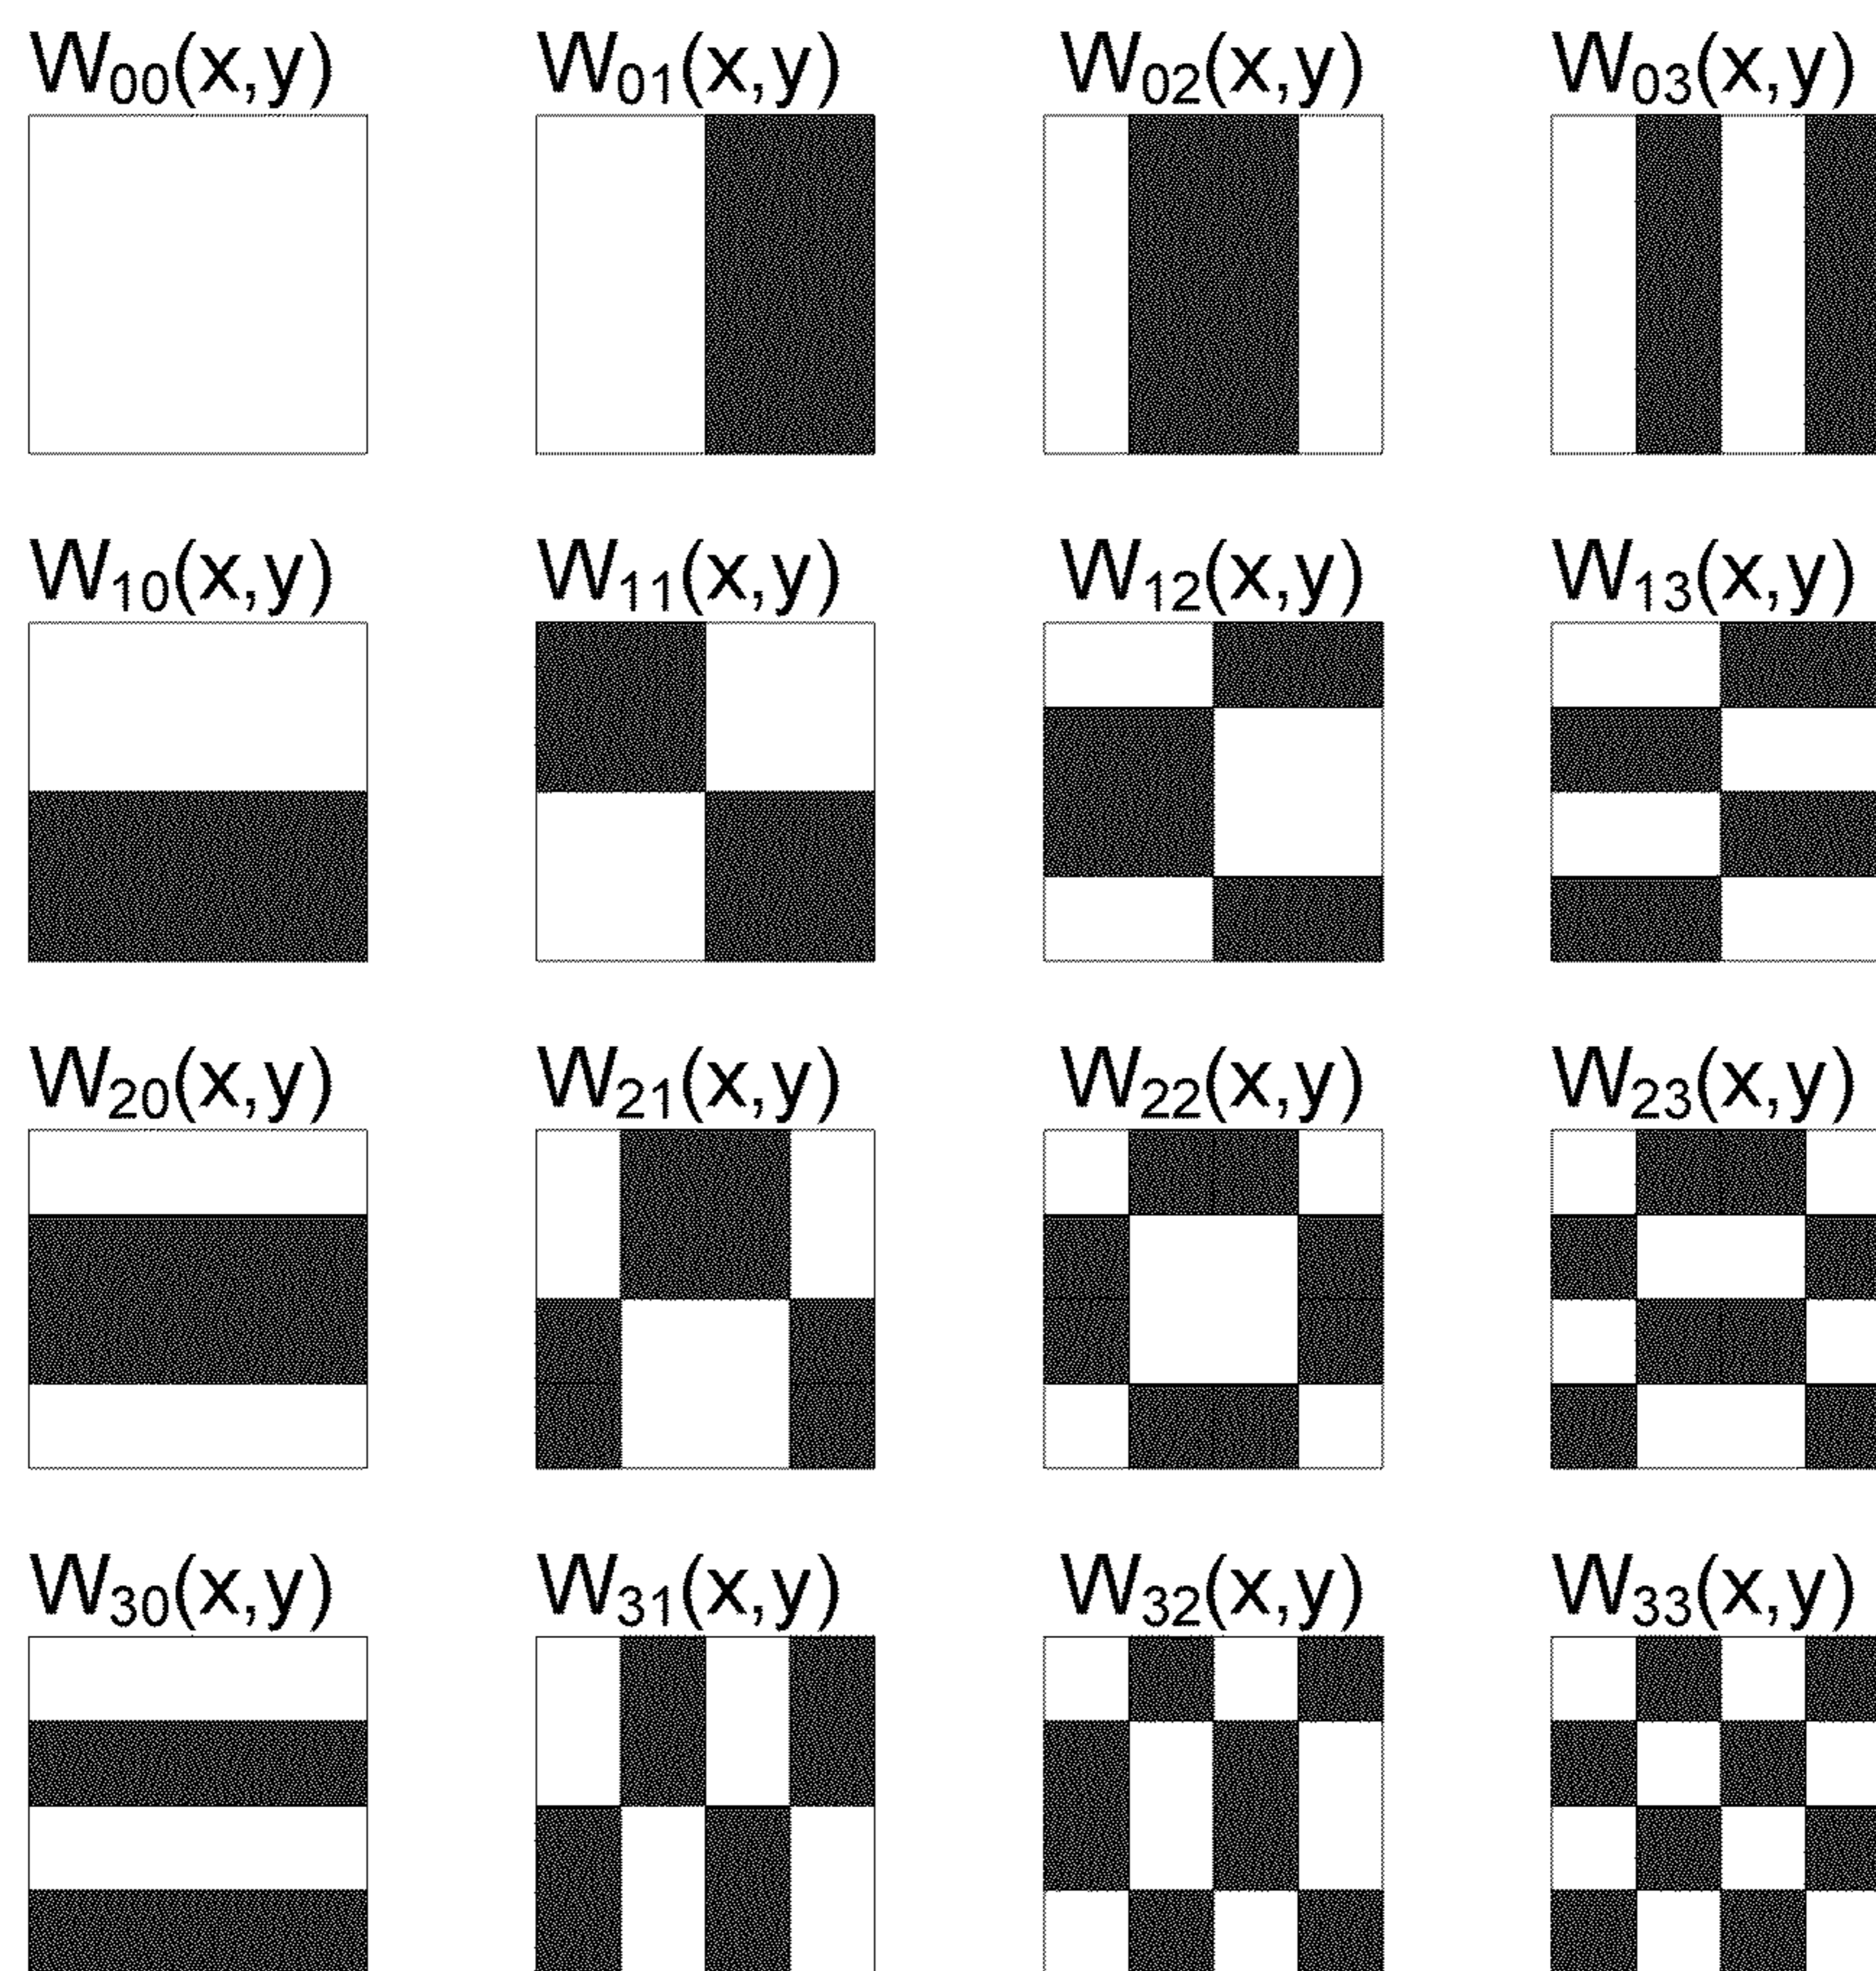 W₀₀(x,y) W₀₁(x,y) W₀₂(x,y) W₀₃(x,y)
W₁₀(x,y) W₁₁(x,y) W₁₂(x,y) W₁₃(x,y)
W₂₀(x,y) W₂₁(x,y) W₂₂(x,y) W₂₃(x,y)
W₃₀(x,y) W₃₁(x,y) W₃₂(x,y) W₃₃(x,y)